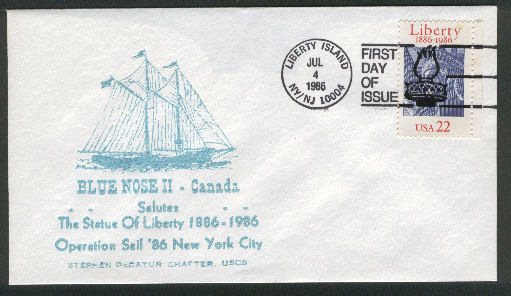 BLUE NOSE II - Canada
Salutes
The Statue Of Liberty 1886-1986
Operation Sail '86 New York City
STEPHEN DECATUR CHAPTER, USCS
LIBERTY ISLAND
JUL
4
1986
NY/NJ 10004
FIRST
DAY
OF
ISSUE
Liberty
1886-1986
USA 22